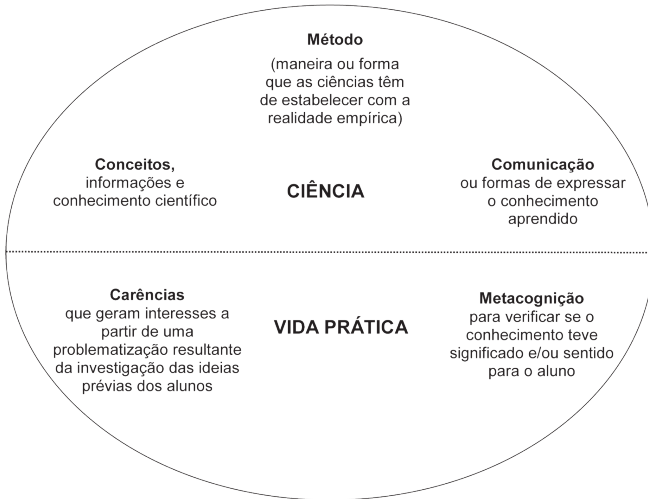 Método
(maneira ou forma
que as ciências têm
de estabelecer com a
realidade empírica)
Conceitos,
informações e
conhecimento científico
CIÊNCIA
Comunicação
ou formas de expressar
o conhecimento
aprendido
Carências
que geram interesses a
partir de uma
problematização resultante
da investigação das ideias
prévias dos alunos
VIDA PRÁTICA
Metacognição
para verificar se o
conhecimento teve
significado e/ou sentido
para o aluno